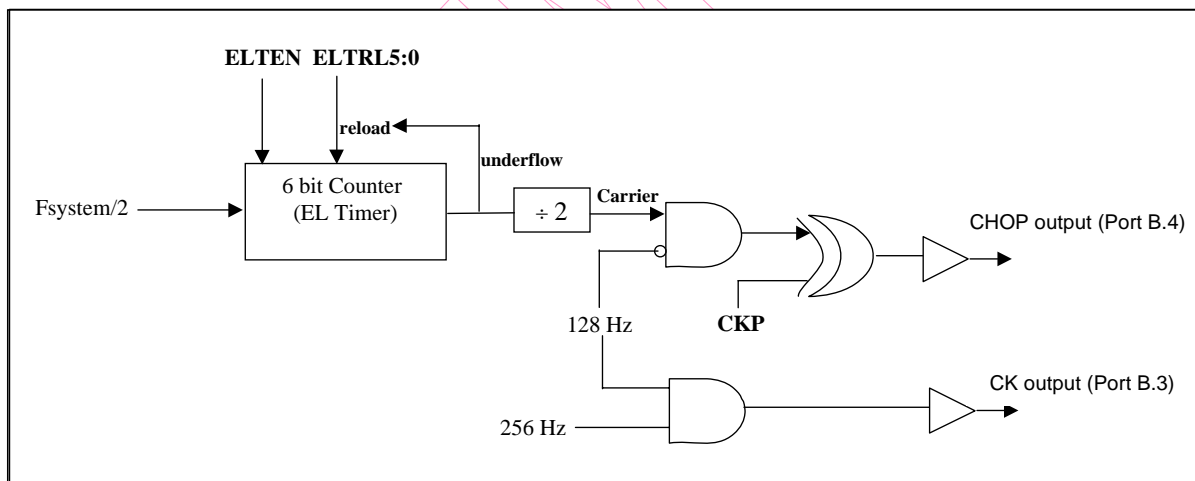 ELTEN ELTRL5:0
reload
underflow
Fsystem/2
6 bit Counter
(EL Timer)
÷ 2
Carrier
CHOP output (Port B.4)
128 Hz
CKP
CK output (Port B.3)
256 Hz